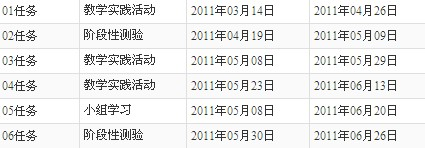 01任务 教学实践活动 2011年03月14日 2011年04月26日
02任务 阶段性测验 2011年04月19日 2011年05月09日
03任务 教学实践活动 2011年05月08日 2011年05月29日
04任务 教学实践活动 2011年05月23日 2011年06月13日
05任务 小组学习 2011年05月08日 2011年06月20日
06任务 阶段性测验 2011年05月30日 2011年06月26日